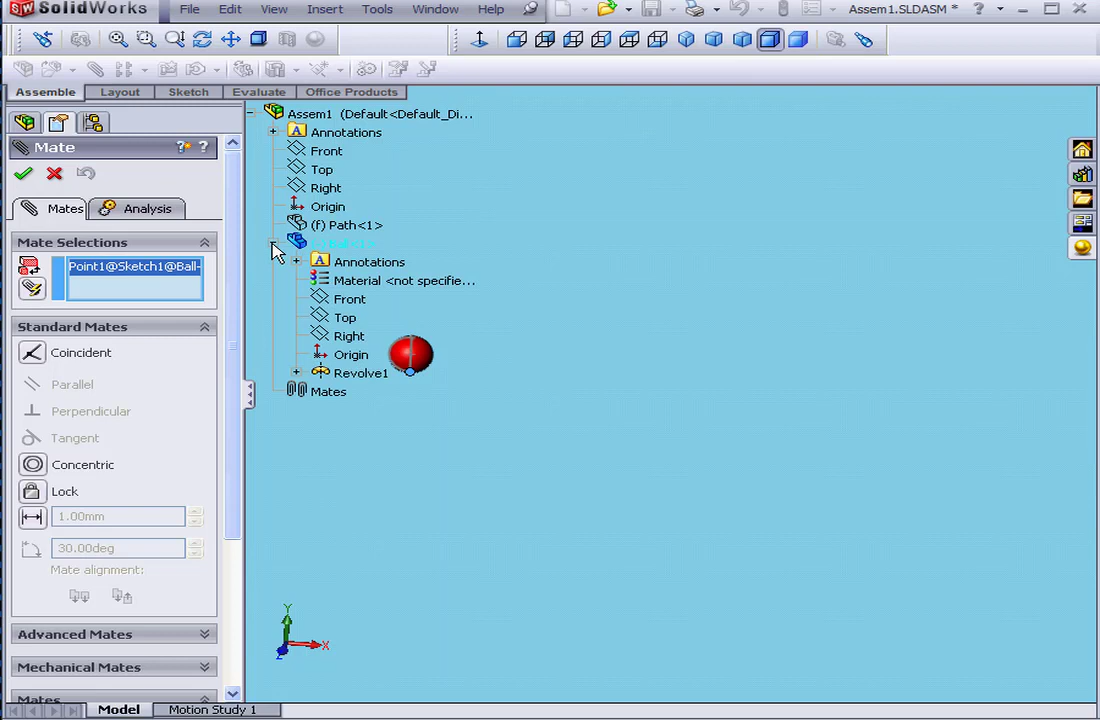 SolidWorks File Edit View Insert Tools Window Help Assem1.SLDASM *
Assemble Layout Sketch Evaluate Office Products
Assem1 (Default<Default_Di...
Annotations
Front
Top
Right
Origin
(f) Path<1>
(-) Ball<1>
Annotations
Material <not specifie...
Front
Top
Right
Origin
Revolve1
Mates
Mate
Mates Analysis
Mate Selections
Point1@Sketch1@Ball-
Standard Mates
Coincident
Parallel
Perpendicular
Tangent
Concentric
Lock
1.00mm
30.00deg
Mate alignment:
Advanced Mates
Mechanical Mates
Mates
Y
X
Z
Model Motion Study 1